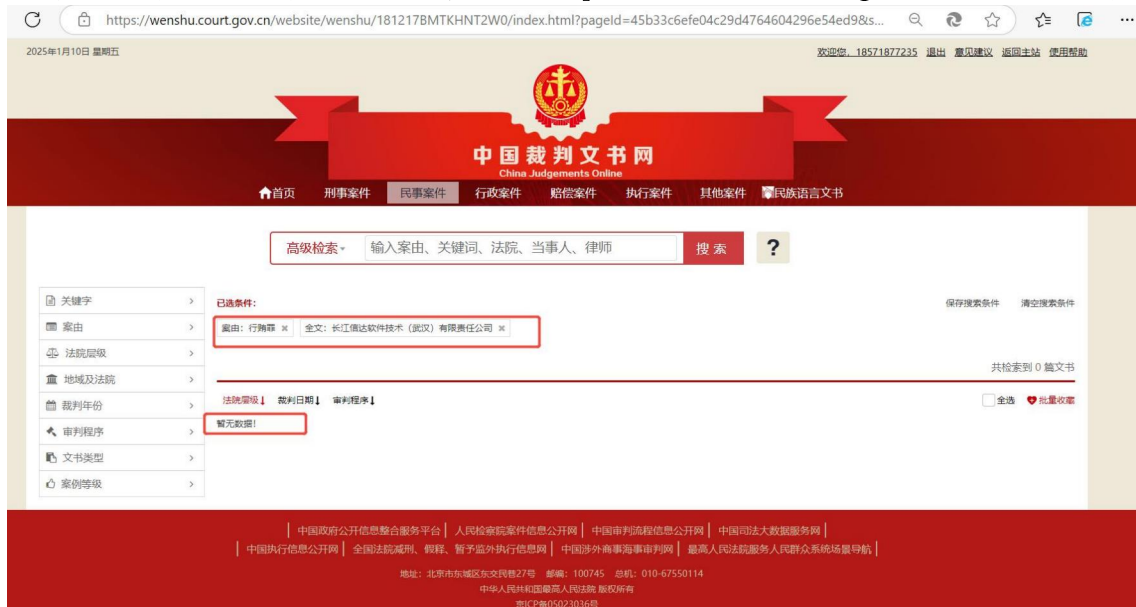 https://wenshu.court.gov.cn/website/wenshu/181217BMTKHNT2W0/index.html?pageId=45b33c6efe04c29d4764604296e54ed9&s...
2025年1月10日 星期五
欢迎您, 18571877235 退出 意见建议 返回主站 使用帮助
中国裁判文书网
China Judgements Online
首页 刑事案件 民事案件 行政案件 赔偿案件 执行案件 其他案件 民族语言文书
高级检索 输入案由、关键词、法院、当事人、律师 搜索 ?
关键字
案由
法院层级
地域及法院
裁判年份
审判程序
文书类型
案例等级
已选条件:
保存搜索条件 清空搜索条件
案由: 行贿罪 × 全文: 长江信达软件技术(武汉)有限责任公司 ×
共检索到 0 篇文书
法院层级 裁判日期 审判程序
全选 批量收藏
暂无数据!
中国政府公开信息整合服务平台 | 人民检察院案件信息公开网 | 中国审判流程信息公开网 | 中国司法大数据服务网 |
中国执行信息公开网 | 全国法院减刑、假释、暂予监外执行信息网 | 中国涉外商事海事审判网 | 最高人民法院服务人民群众系统场景导航 |
地址: 北京市东城区东交民巷27号 邮编: 100745 总机: 010-67550114
中华人民共和国最高人民法院 版权所有
京ICP备05023036号